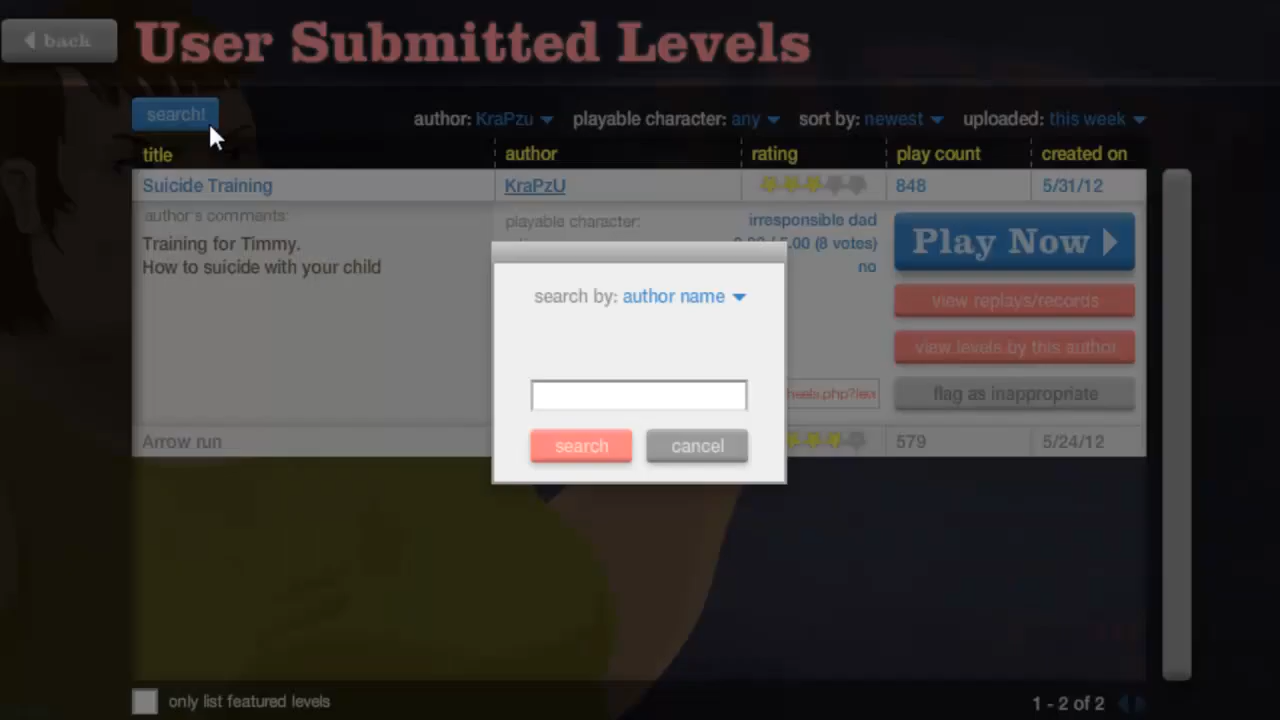 back
User Submitted Levels
search!
author: KraPzu
playable character: any
sort by: newest
uploaded: this week
title
author
rating
play count
created on
Suicide Training
KraPzU
848
5/31/12
author's comments:
Training for Timmy.
How to suicide with your child
playable character:
irresponsible dad
5.00 (8 votes)
no
Play Now
view replays/records
view levels by this author
flag as inappropriate
search by: author name
search
cancel
Arrow run
579
5/24/12
only list featured levels
1 - 2 of 2